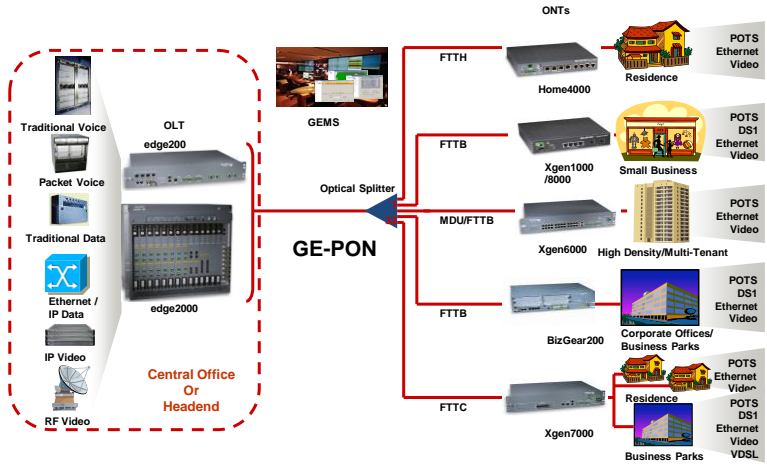 ONTs
FTTH
Home4000
Residence
POTS
Ethernet
Video
GEMS
OLT
edge200
edge2000
Traditional Voice
Packet Voice
Traditional Data
Ethernet /
IP Data
IP Video
RF Video
Central Office
Or
Headend
Optical Splitter
GE-PON
FTTB
Xgen1000
/8000
Small Business
POTS
DS1
Ethernet
Video
MDU/FTTB
Xgen6000
High Density/Multi-Tenant
POTS
Ethernet
Video
FTTB
BizGear200
Corporate Offices/
Business Parks
POTS
DS1
Ethernet
Video
FTTC
Xgen7000
Residence
POTS
Ethernet
Video
Business Parks
POTS
DS1
Ethernet
Video
VDSL